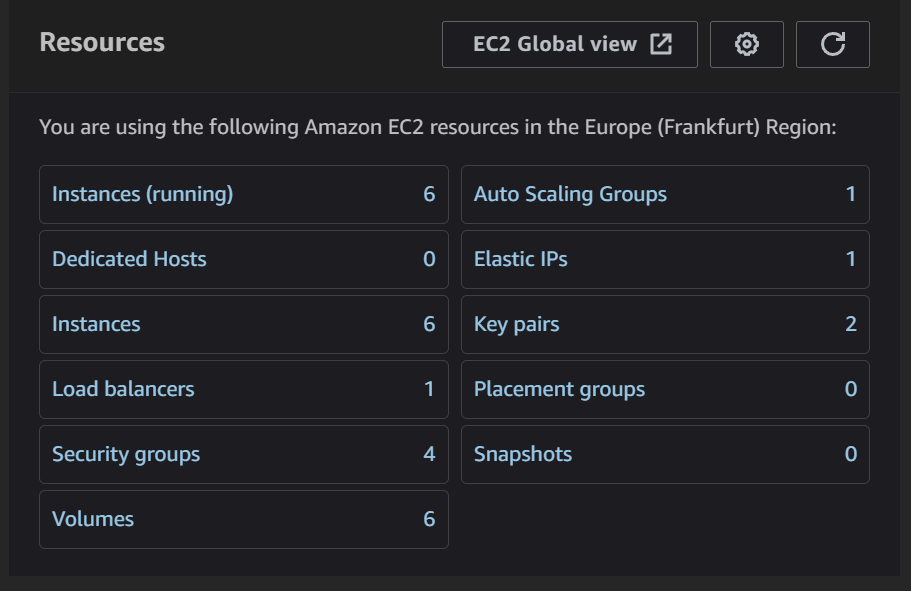 Resources
EC2 Global view
You are using the following Amazon EC2 resources in the Europe (Frankfurt) Region:
Instances (running) 6
Auto Scaling Groups 1
Dedicated Hosts 0
Elastic IPs 1
Instances 6
Key pairs 2
Load balancers 1
Placement groups 0
Security groups 4
Snapshots 0
Volumes 6